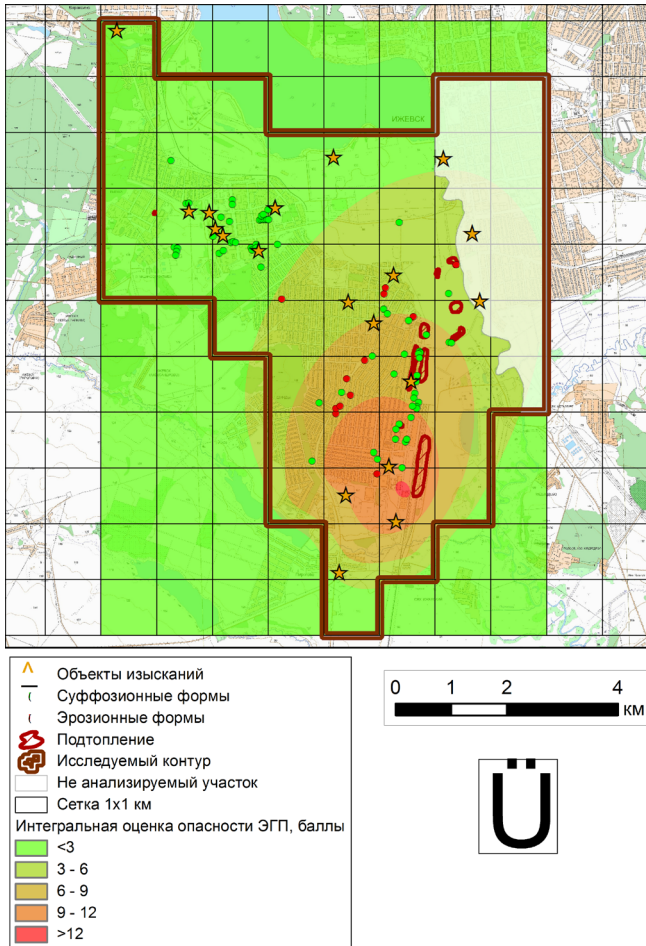 ИЖЕВСК
Объекты изысканий
Суффозионные формы
Эрозионные формы
Подтопление
Исследуемый контур
Не анализируемый участок
Сетка 1х1 км
Интегральная оценка опасности ЭГП, баллы
<3
3 - 6
6 - 9
9 - 12
>12
0 1 2 4
км
Ü